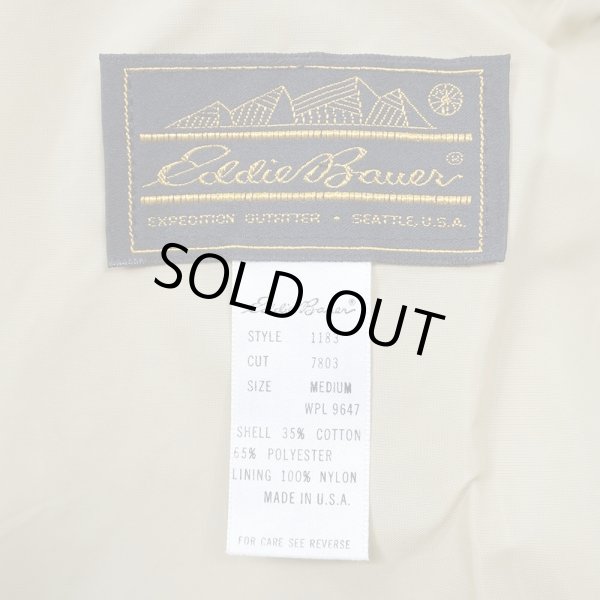 Eddie Bauer®
EXPEDITION OUTFITTER • SEATTLE, U.S.A.
SOLD OUT
Eddie Bauer®
STYLE 1183
CUT 7803
SIZE MEDIUM
WPL 9647
SHELL 35% COTTON
65% POLYESTER
LINING 100% NYLON
MADE IN U.S.A.
FOR CARE SEE REVERSE